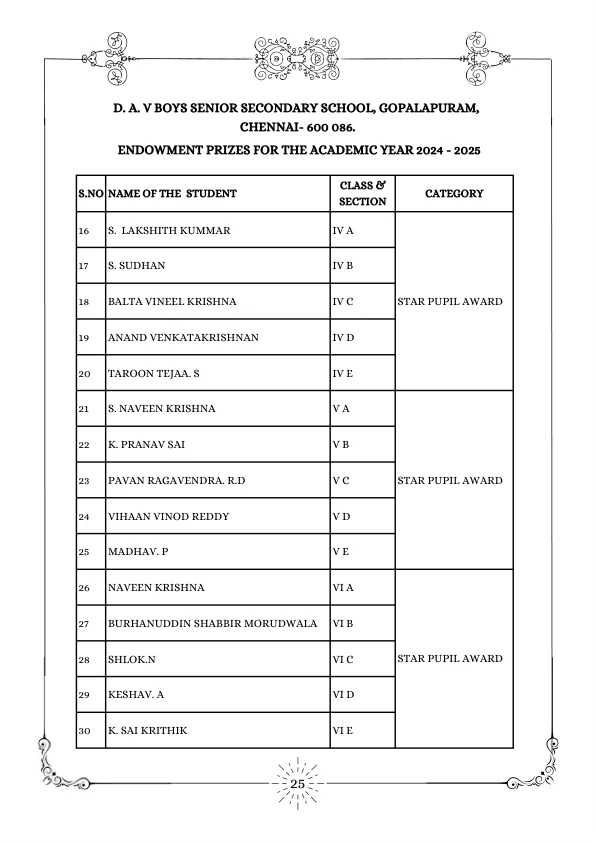 D. A. V BOYS SENIOR SECONDARY SCHOOL, GOPALAPURAM,
CHENNAI- 600 086.
ENDOWMENT PRIZES FOR THE ACADEMIC YEAR 2024 - 2025
S.NO NAME OF THE STUDENT CLASS & SECTION CATEGORY
16 S. LAKSHITH KUMMAR IV A
17 S. SUDHAN IV B
18 BALTA VINEEL KRISHNA IV C STAR PUPIL AWARD
19 ANAND VENKATAKRISHNAN IV D
20 TAROON TEJAA. S IV E
21 S. NAVEEN KRISHNA V A
22 K. PRANAV SAI V B
23 PAVAN RAGAVENDRA. R.D V C STAR PUPIL AWARD
24 VIHAAN VINOD REDDY V D
25 MADHAV. P V E
26 NAVEEN KRISHNA VI A
27 BURHANUDDIN SHABBIR MORUDWALA VI B
28 SHLOK.N VI C STAR PUPIL AWARD
29 KESHAV. A VI D
30 K. SAI KRITHIK VI E
25